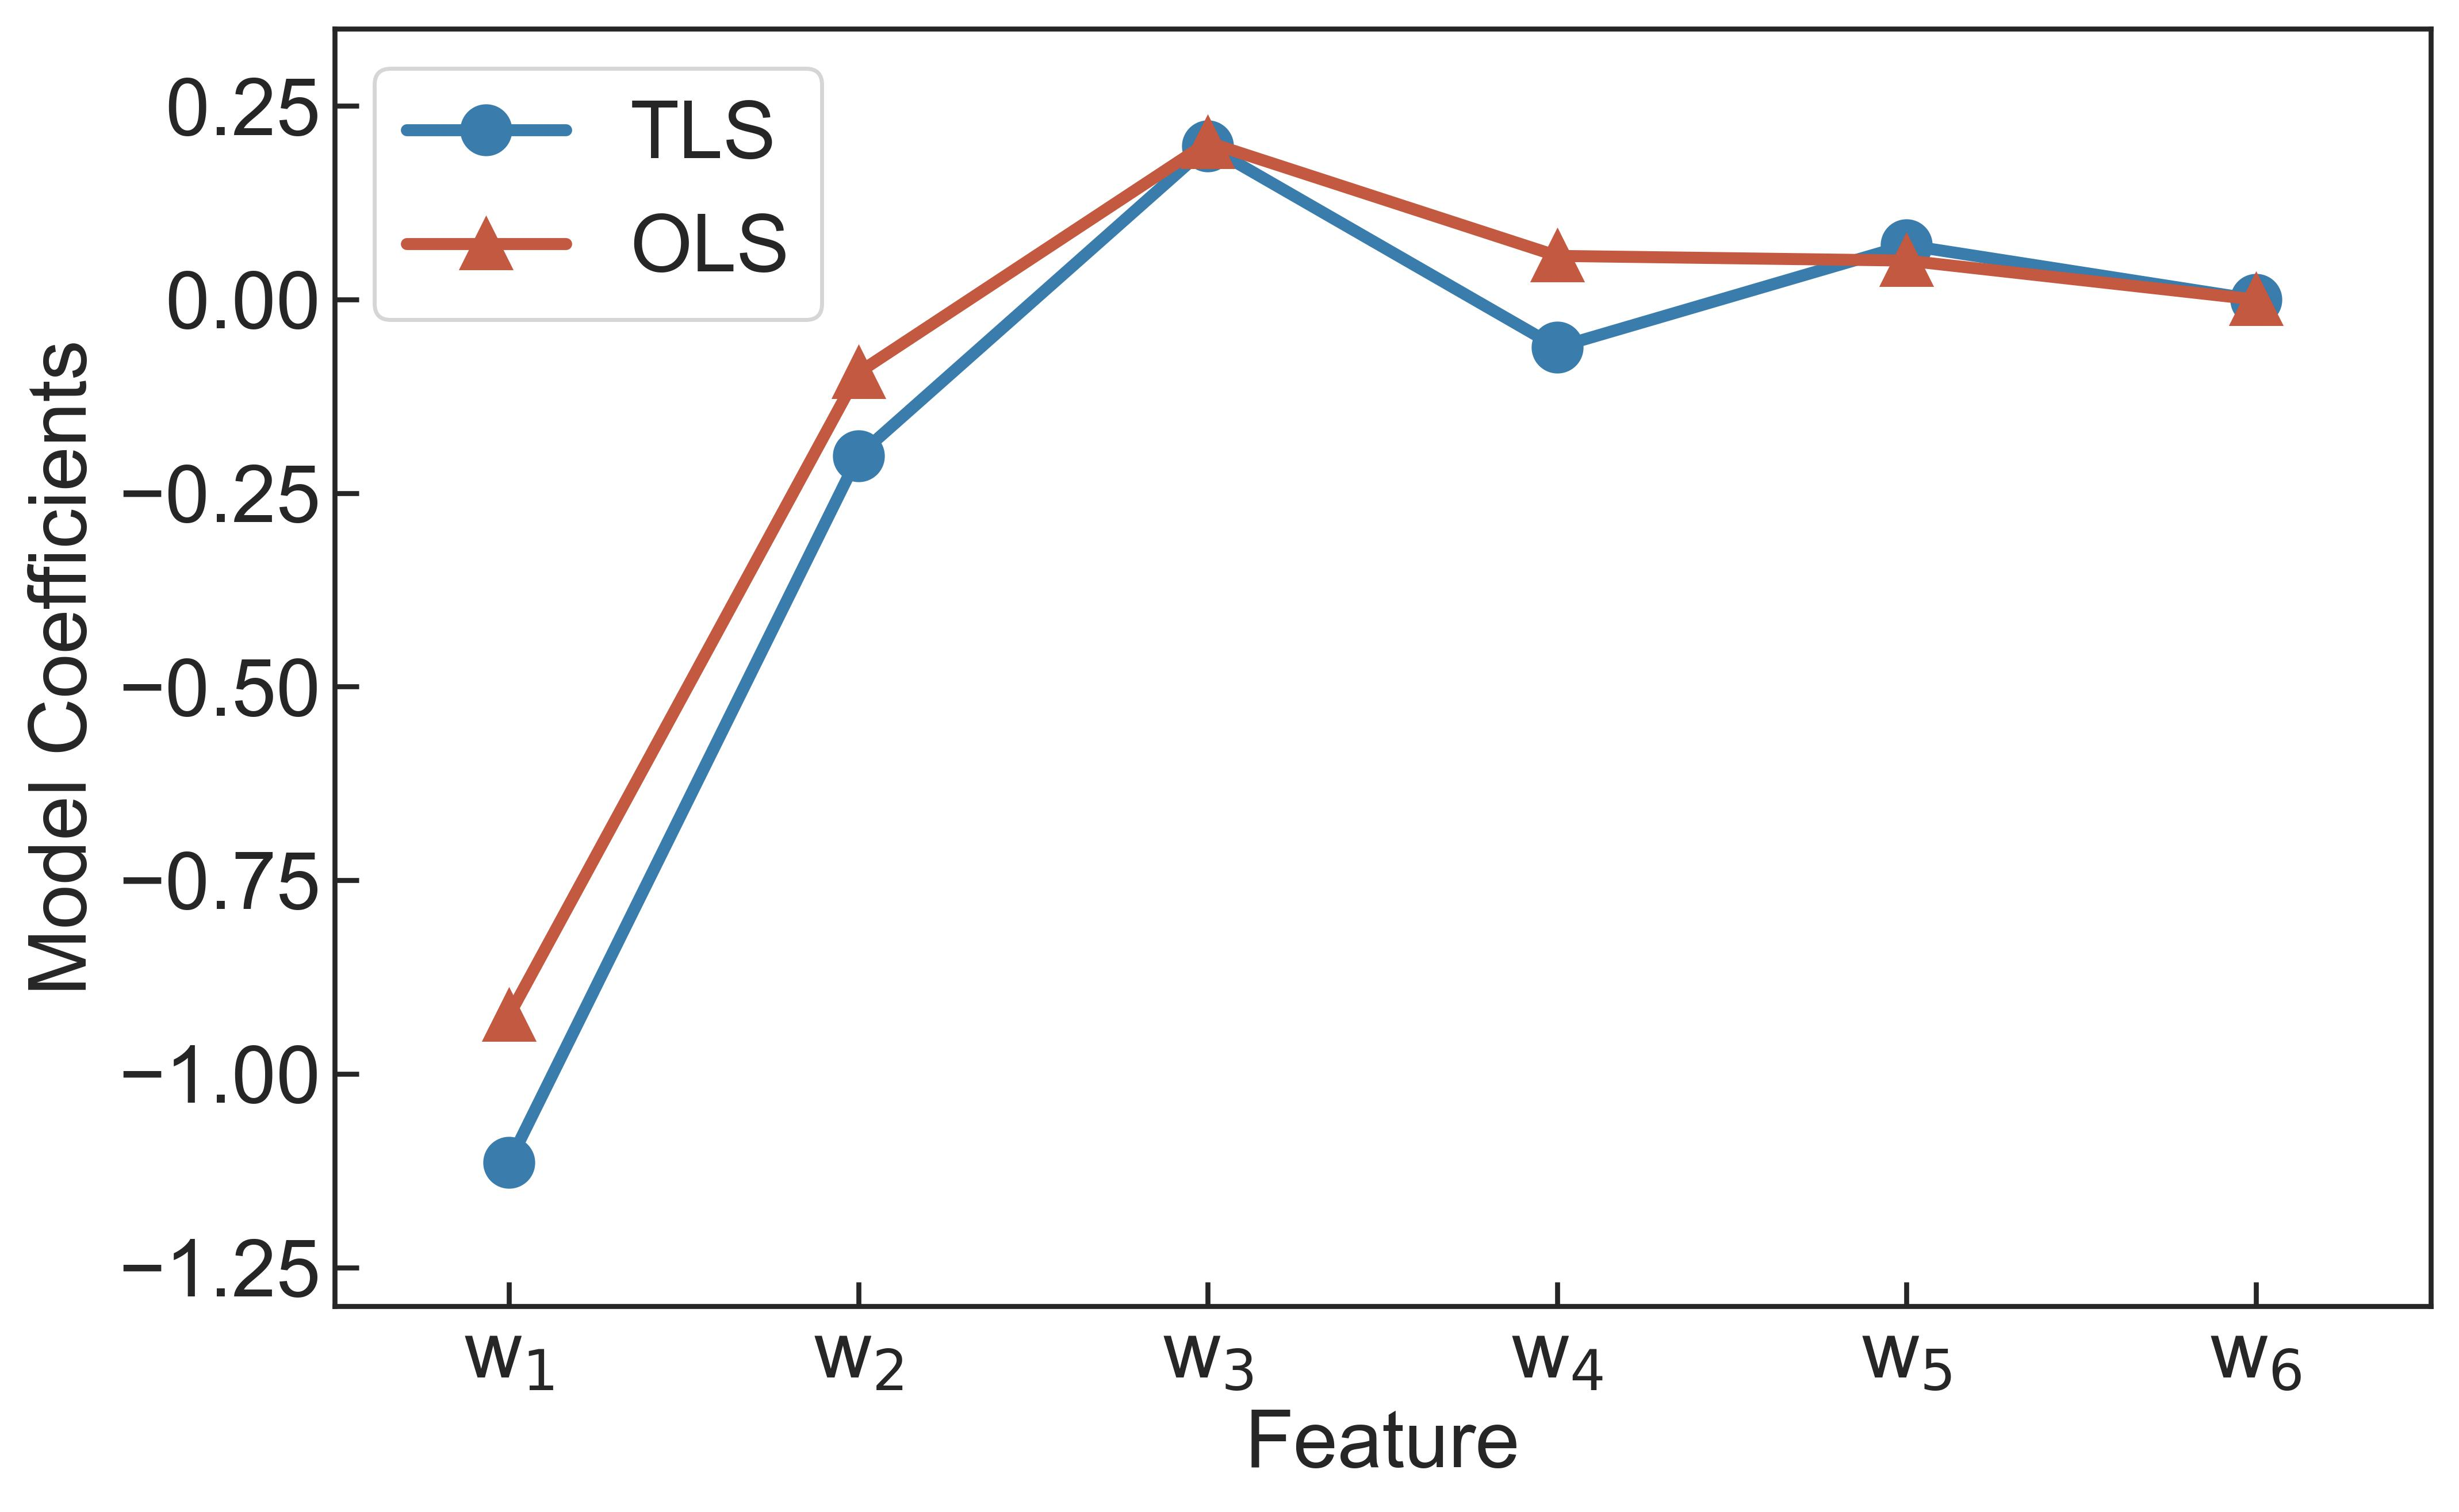 0.25
0.00
−0.25
−0.50
−0.75
−1.00
−1.25
Model Coefficients
TLS
OLS
w₁ w₂ w₃ w₄ w₅ w₆
Feature